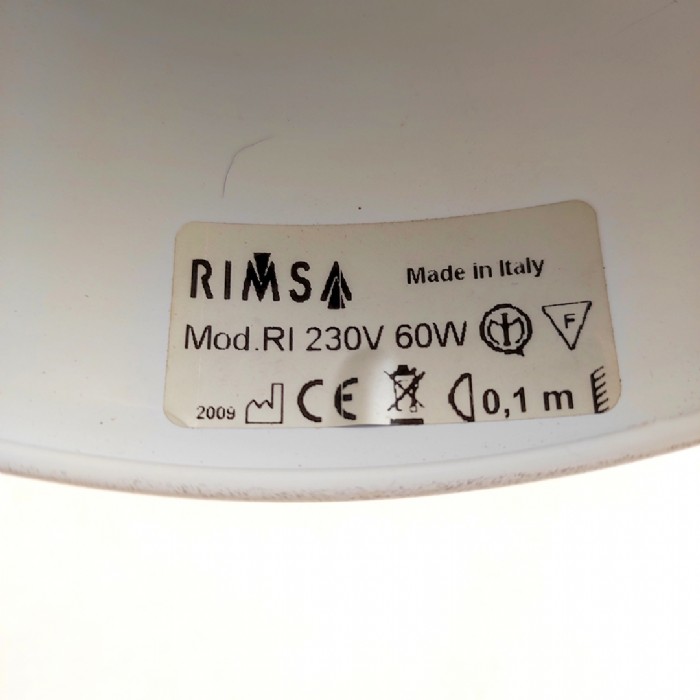 RIMSA Made in Italy
Mod.RI 230V 60W F
2009 CE 0,1 m